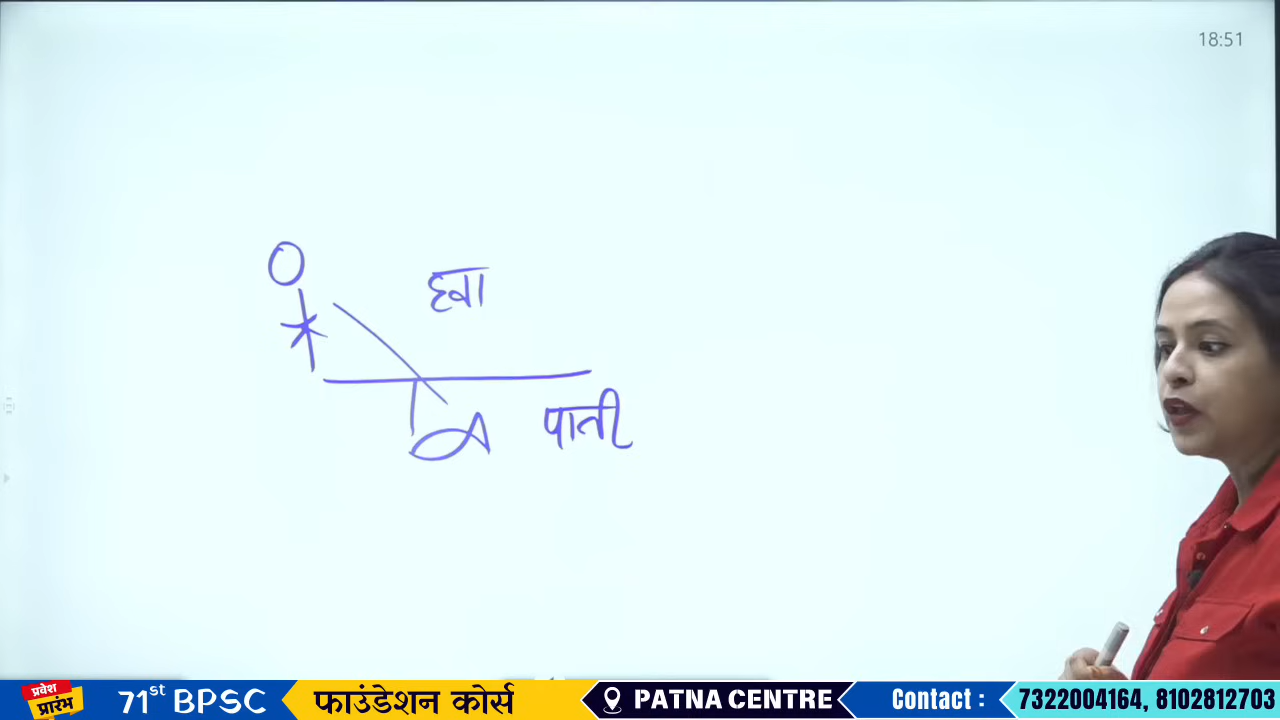 18:51
हवा
पानी
प्रवेश
प्रारंभ
71st BPSC
फाउंडेशन कोर्स
PATNA CENTRE
Contact : 7322004164, 8102812703